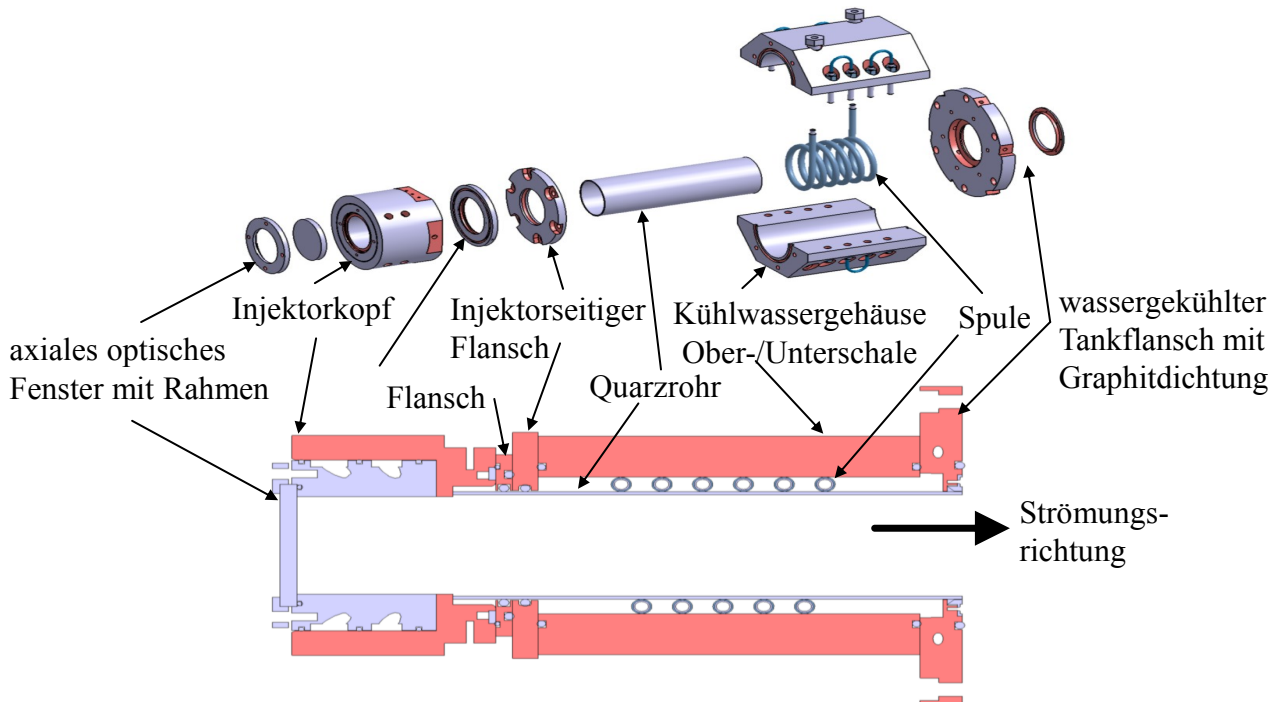 axiales optisches
Fenster mit Rahmen
Injektorkopf
Flansch
Injektorseitiger
Flansch
Quarzrohr
Kühlwassergehäuse
Ober-/Unterschale
Spule
wassergekühlter
Tankflansch mit
Graphitdichtung
Strömungs-
richtung